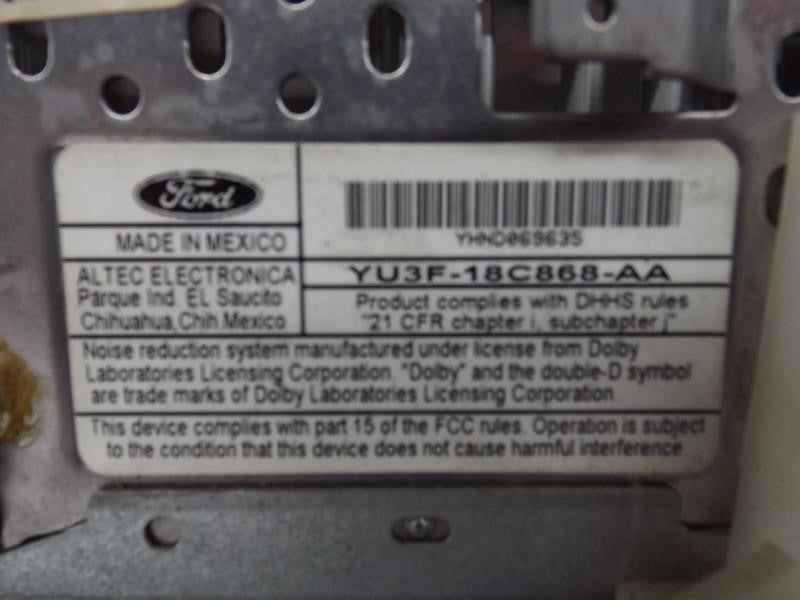 Ford
MADE IN MEXICO
YHND069635
ALTEC ELECTRONICA
Parque Ind. EL Saucito
Chihuahua, Chih. Mexico
YU3F-18C868-AA
Product complies with DHHS rules
"21 CFR chapter i, subchapter j"
Noise reduction system manufactured under license from Dolby
Laboratories Licensing Corporation. "Dolby" and the double-D symbol
are trade marks of Dolby Laboratories Licensing Corporation.
This device complies with part 15 of the FCC rules. Operation is subject
to the condition that this device does not cause harmful interference